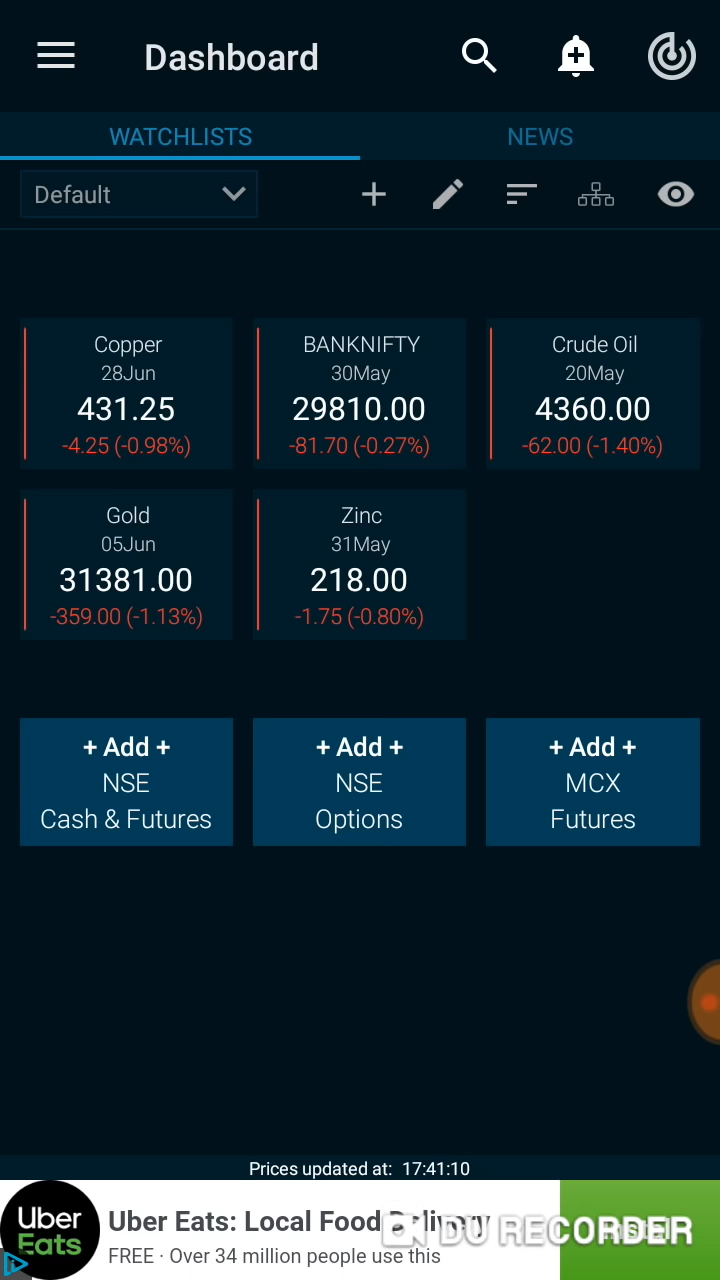 Dashboard
WATCHLISTS
NEWS
Default
Copper
28Jun
431.25
-4.25 (-0.98%)
BANKNIFTY
30May
29810.00
-81.70 (-0.27%)
Crude Oil
20May
4360.00
-62.00 (-1.40%)
Gold
05Jun
31381.00
-359.00 (-1.13%)
Zinc
31May
218.00
-1.75 (-0.80%)
+ Add +
NSE
Cash & Futures
+ Add +
NSE
Options
+ Add +
MCX
Futures
Prices updated at: 17:41:10
Uber
Eats
Uber Eats: Local Food Delivery
FREE · Over 34 million people use this
DU RECORDER